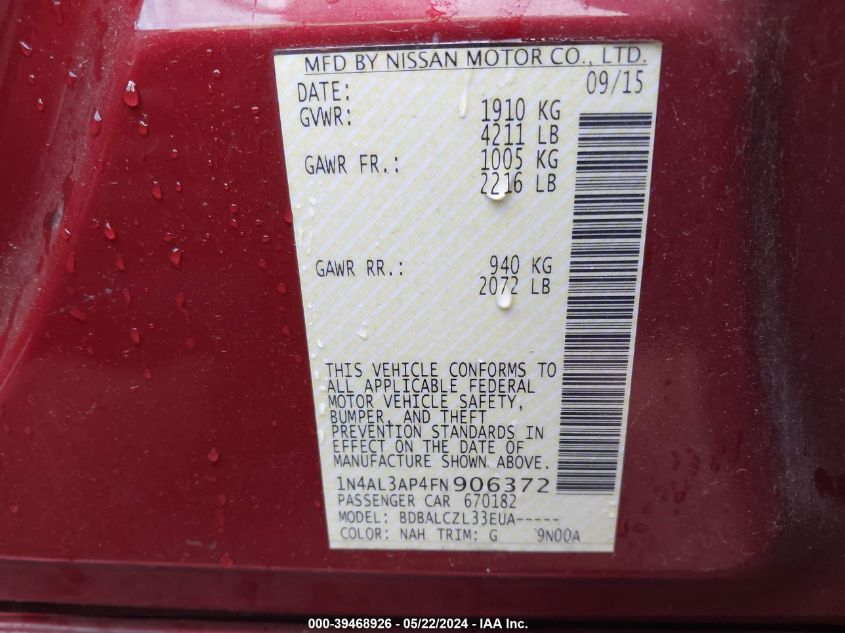 MFD BY NISSAN MOTOR CO., LTD.
DATE: 09/15
GVWR: 1910 KG
4211 LB
GAWR FR.: 1005 KG
2216 LB
GAWR RR.: 940 KG
2072 LB
THIS VEHICLE CONFORMS TO
ALL APPLICABLE FEDERAL
MOTOR VEHICLE SAFETY,
BUMPER, AND THEFT
PREVENTION STANDARDS IN
EFFECT ON THE DATE OF
MANUFACTURE SHOWN ABOVE.
1N4AL3AP4FN906372
PASSENGER CAR 670182
MODEL: BDBALCZL33EUA-----
COLOR: NAH TRIM: G 9N00A
000-39468926 - 05/22/2024 - IAA Inc.